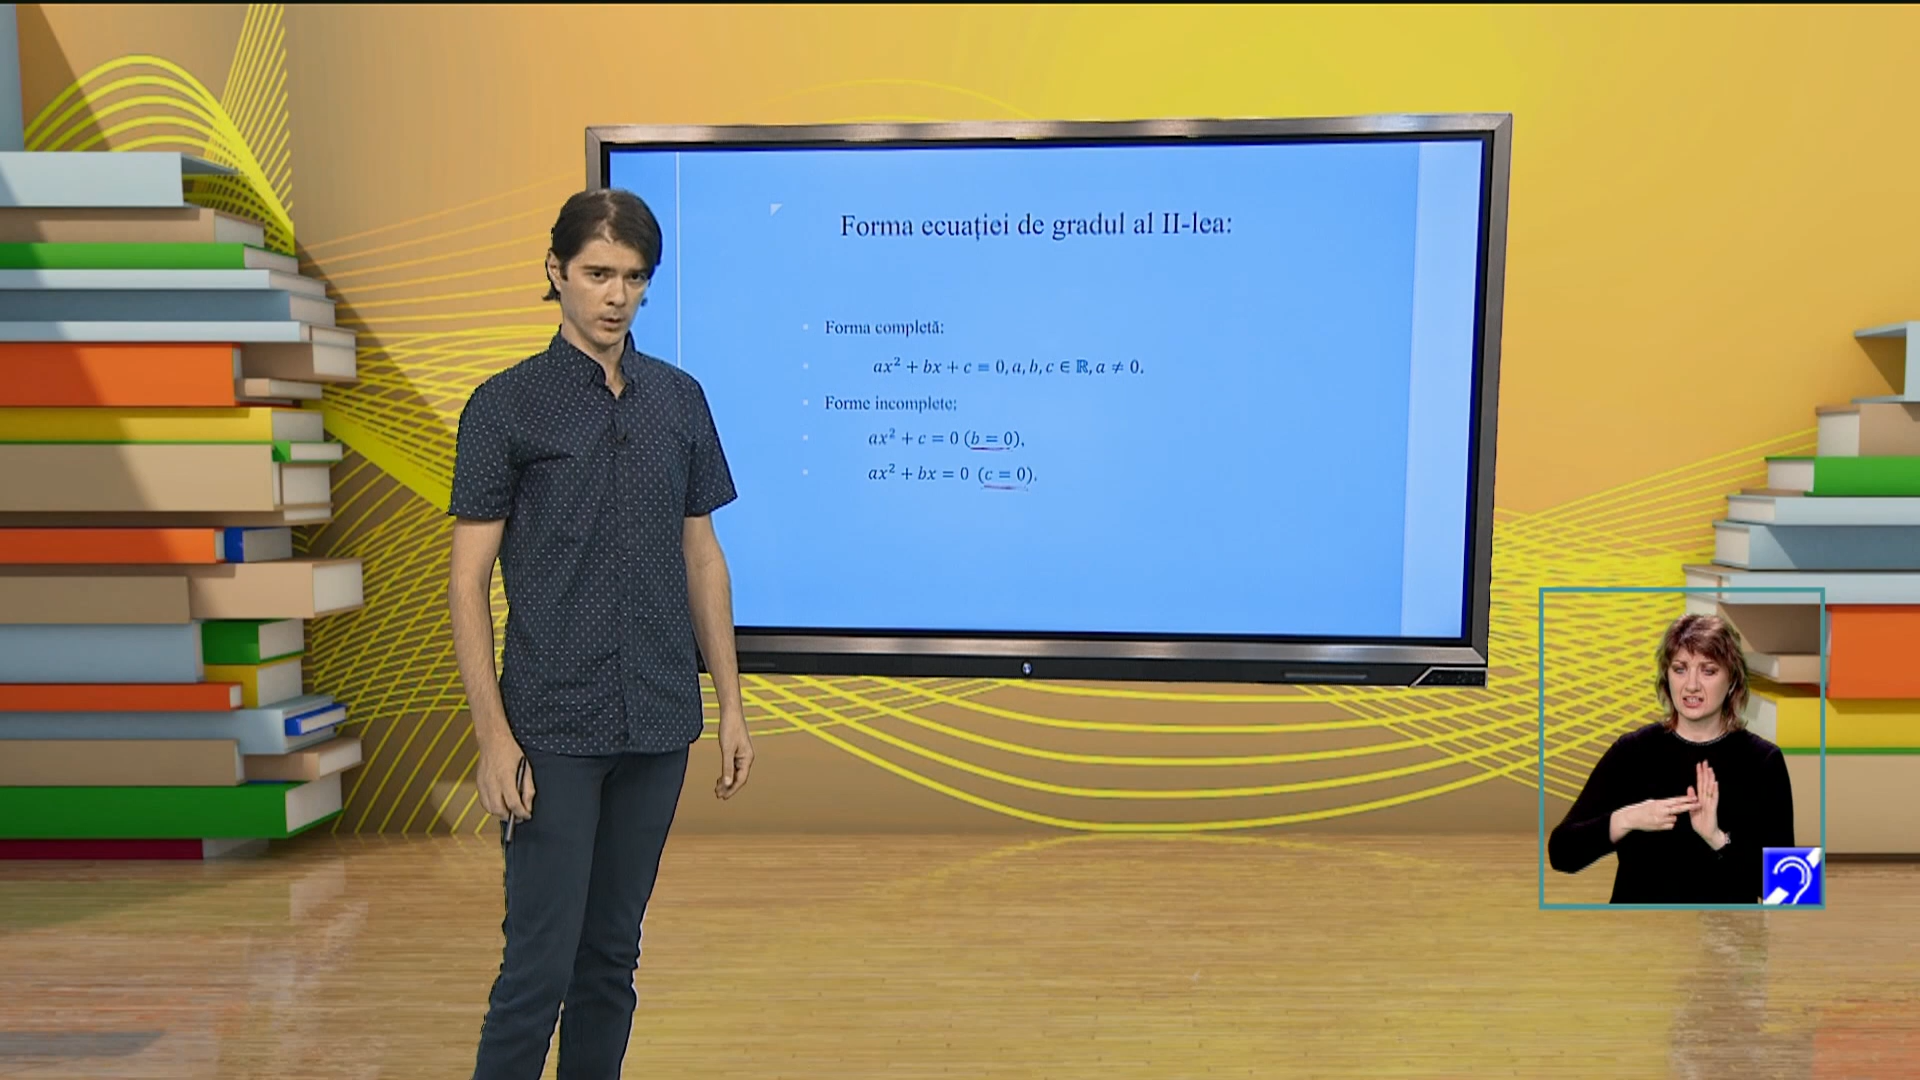 Forma ecuației de gradul al II-lea:
Forma completă:
ax² + bx + c = 0, a, b, c ∈ ℝ, a ≠ 0.
Forme incomplete:
ax² + c = 0 (b = 0),
ax² + bx = 0 (c = 0).